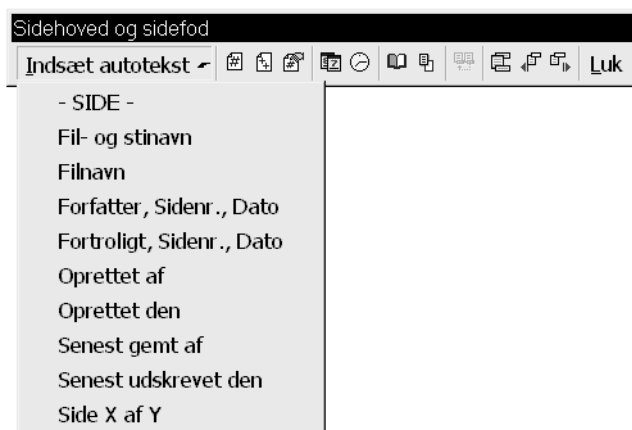 Sidehoved og sidefod
Indsæt autotekst Luk
- SIDE -
Fil- og stinavn
Filnavn
Forfatter, Sidenr., Dato
Fortroligt, Sidenr., Dato
Oprettet af
Oprettet den
Senest gemt af
Senest udskrevet den
Side X af Y